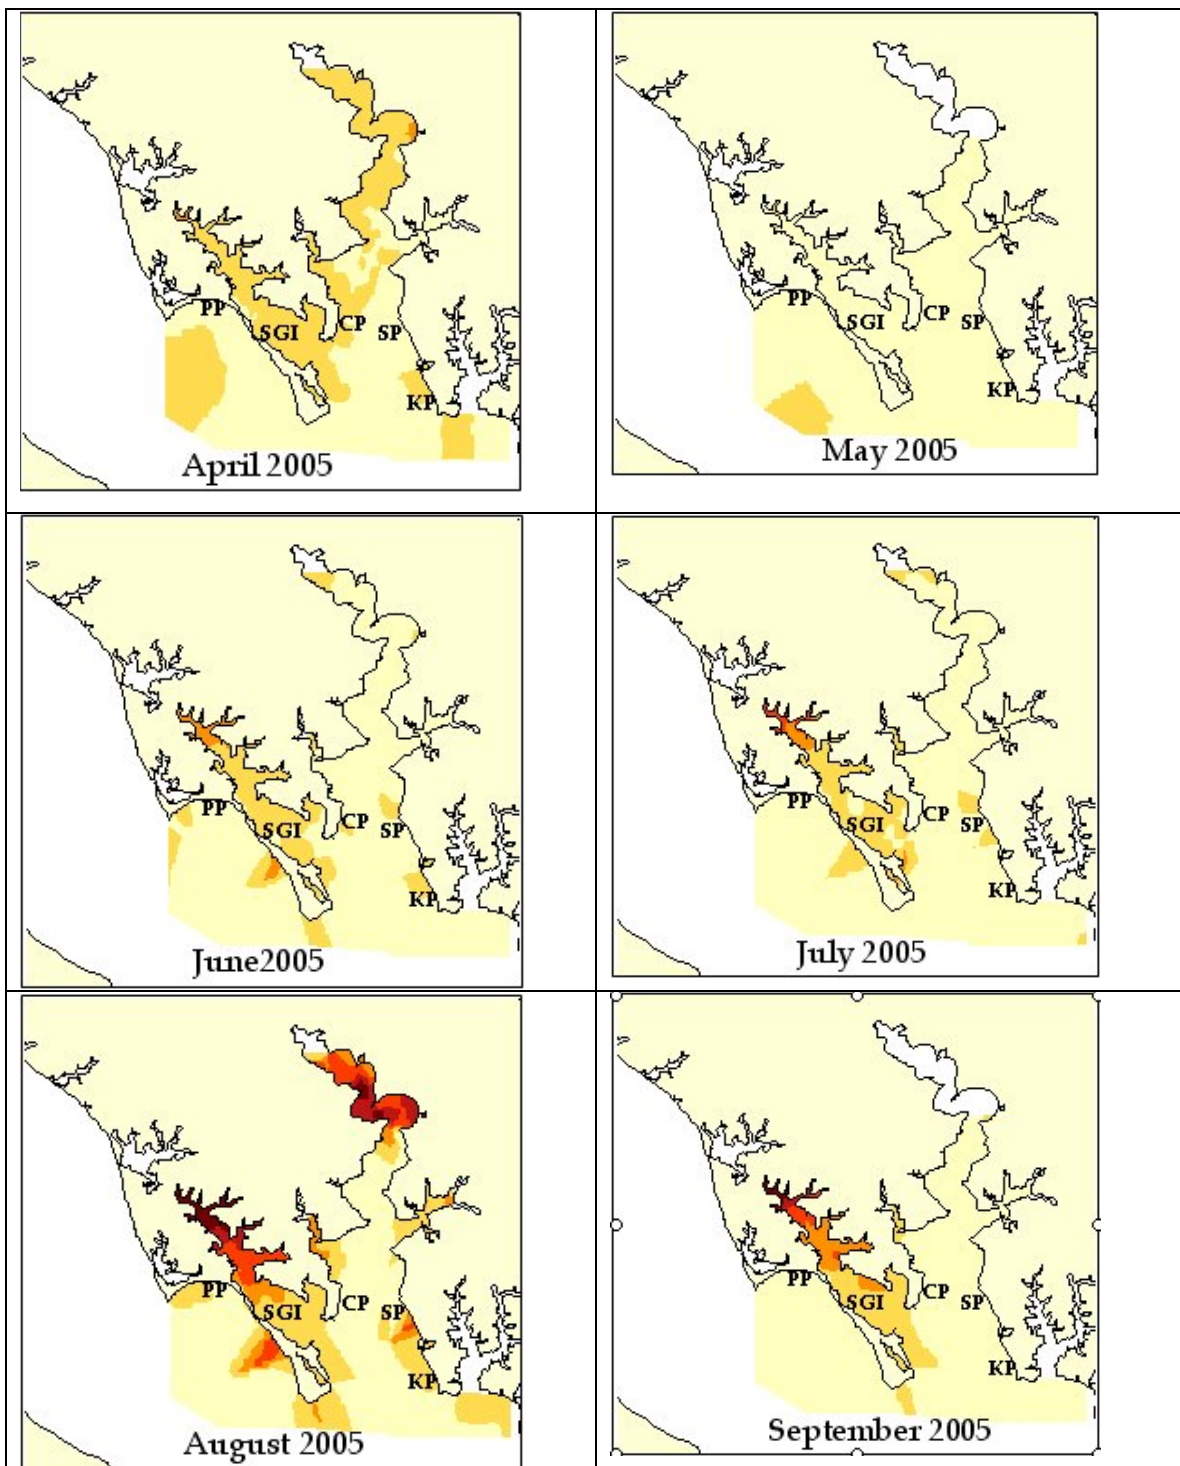 PP
SGI
CP
SP
KP
April 2005
PP
SGI
CP
SP
KP
May 2005
PP
SGI
CP
SP
KP
June2005
PP
SGI
CP
SP
KP
July 2005
PP
SGI
CP
SP
KP
August 2005
PP
SGI
CP
SP
KP
September 2005